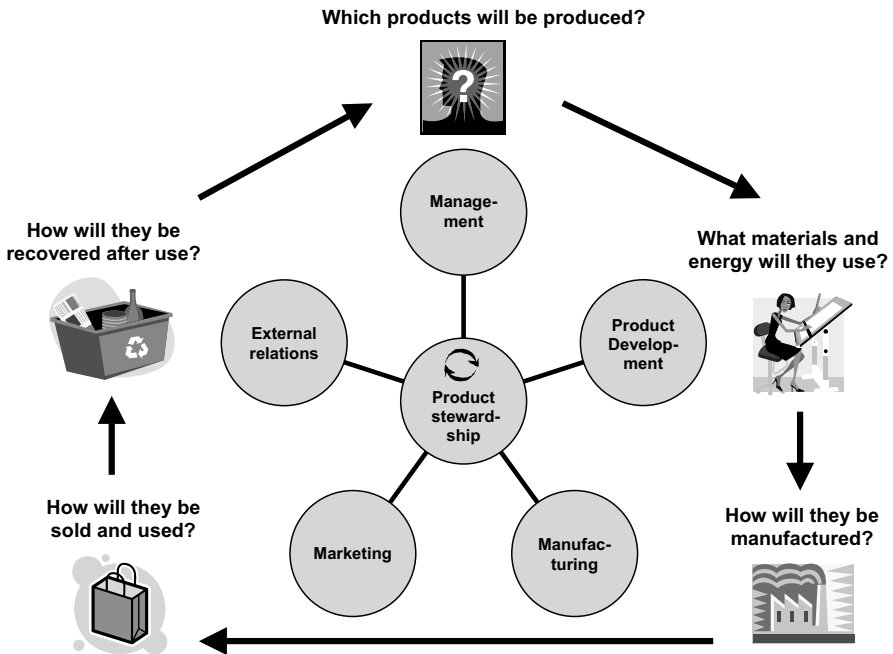 Which products will be produced?
?
Manage-
ment
How will they be
recovered after use?
What materials and
energy will they use?
External
relations
Product
Develop-
ment
Product
steward-
ship
How will they be
sold and used?
How will they be
manufactured?
Marketing
Manufac-
turing